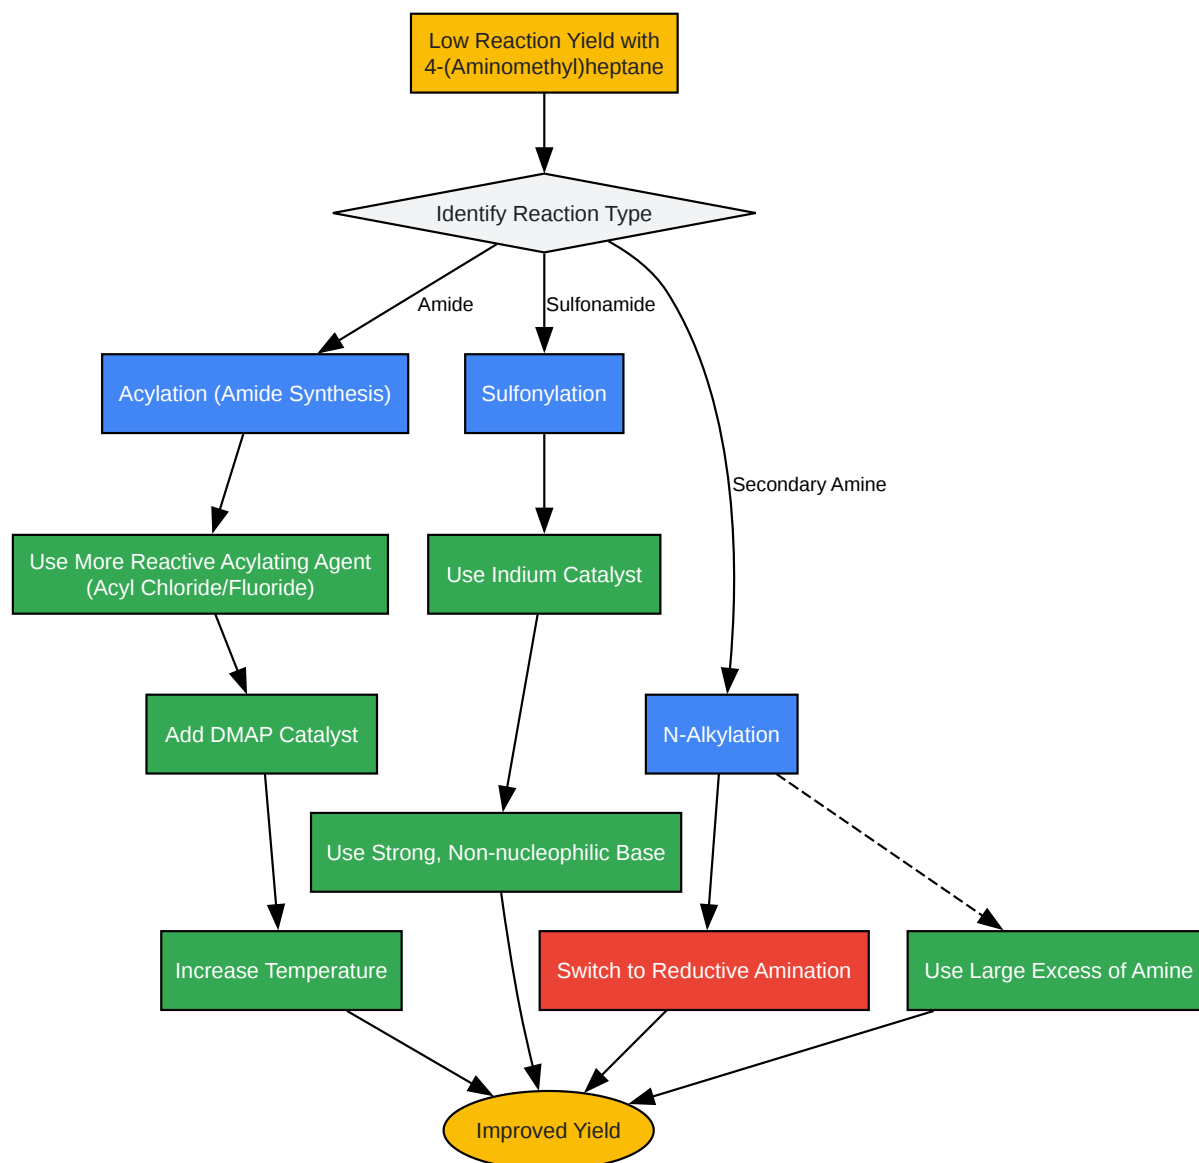 Low Reaction Yield with
4-(Aminomethyl)heptane
Identify Reaction Type
Amide
Sulfonamide
Acylation (Amide Synthesis)
Sulfonylation
Secondary Amine
Use More Reactive Acylating Agent
(Acyl Chloride/Fluoride)
Use Indium Catalyst
Add DMAP Catalyst
N-Alkylation
Use Strong, Non-nucleophilic Base
Increase Temperature
Switch to Reductive Amination
Use Large Excess of Amine
Improved Yield